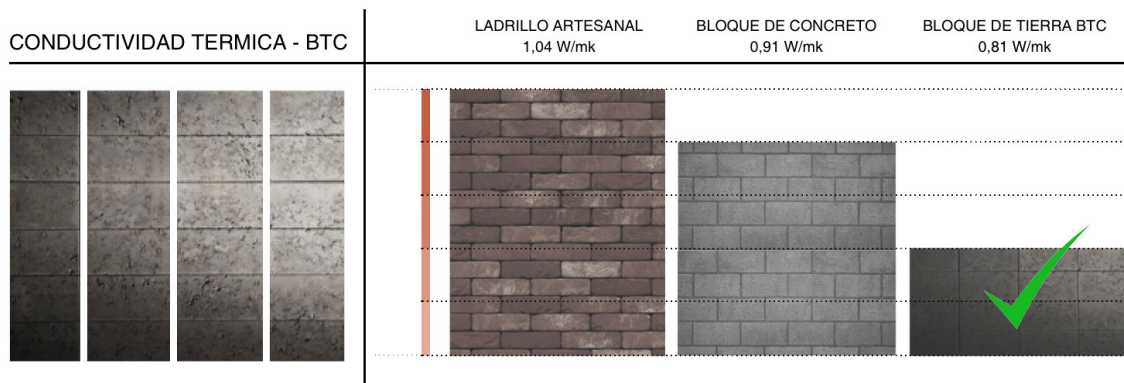 CONDUCTIVIDAD TERMICA - BTC
LADRILLO ARTESANAL
1,04 W/mk
BLOQUE DE CONCRETO
0,91 W/mk
BLOQUE DE TIERRA BTC
0,81 W/mk